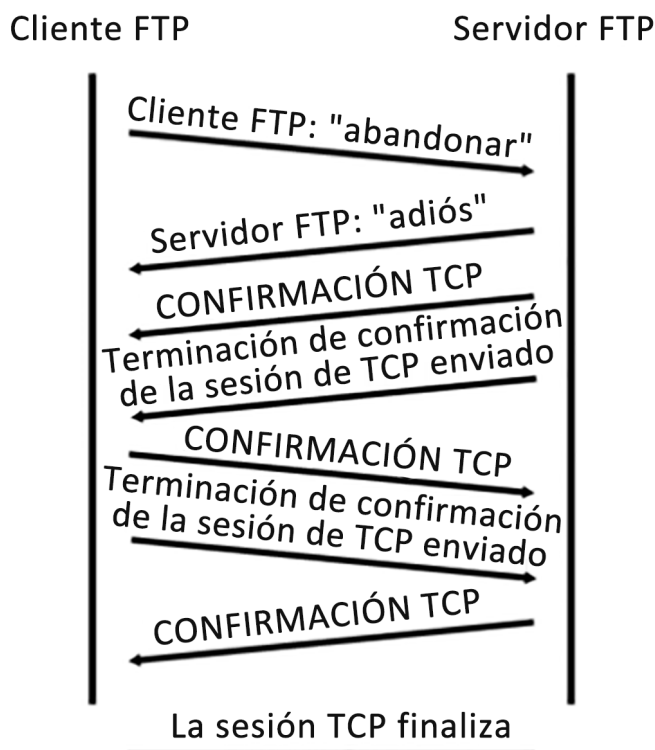 Cliente FTP
Servidor FTP
Cliente FTP: "abandonar"
Servidor FTP: "adiós"
CONFIRMACIÓN TCP
Terminación de confirmación
de la sesión de TCP enviado
CONFIRMACIÓN TCP
Terminación de confirmación
de la sesión de TCP enviado
CONFIRMACIÓN TCP
La sesión TCP finaliza